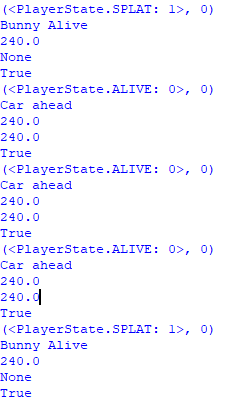 (<PlayerState.SPLAT: 1>, 0)
Bunny Alive
240.0
None
True
(<PlayerState.ALIVE: 0>, 0)
Car ahead
240.0
240.0
True
(<PlayerState.ALIVE: 0>, 0)
Car ahead
240.0
240.0
True
(<PlayerState.ALIVE: 0>, 0)
Car ahead
240.0
240.0
True
(<PlayerState.SPLAT: 1>, 0)
Bunny Alive
240.0
None
True